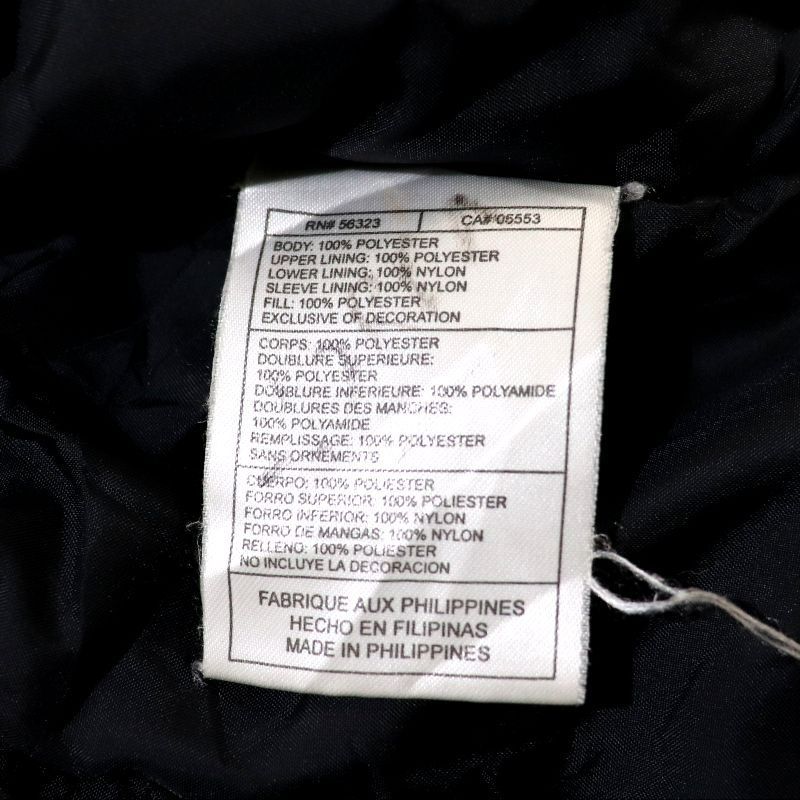 RN# 56323 CA# 05553
BODY: 100% POLYESTER
UPPER LINING: 100% POLYESTER
LOWER LINING: 100% NYLON
SLEEVE LINING: 100% NYLON
FILL: 100% POLYESTER
EXCLUSIVE OF DECORATION
CORPS: 100% POLYESTER
DOUBLURE SUPERIEURE:
100% POLYESTER
DOUBLURE INFERIEURE: 100% POLYAMIDE
DOUBLURES DES MANCHES:
100% POLYAMIDE
REMPLISSAGE: 100% POLYESTER
SANS ORNEMENTS
CUERPO: 100% POLIESTER
FORRO SUPERIOR: 100% POLIESTER
FORRO INFERIOR: 100% NYLON
FORRO DE MANGAS: 100% NYLON
RELLENO: 100% POLIESTER
NO INCLUYE LA DECORACION
FABRIQUE AUX PHILIPPINES
HECHO EN FILIPINAS
MADE IN PHILIPPINES